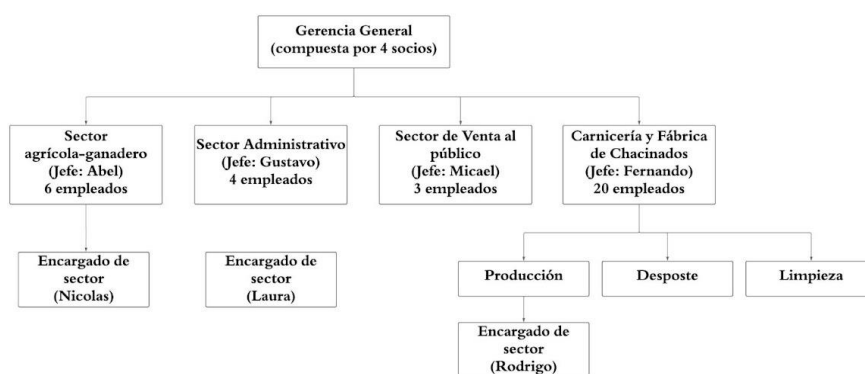 Gerencia General
(compuesta por 4 socios)
Sector
agrícola-ganadero
(Jefe: Abel)
6 empleados
Sector Administrativo
(Jefe: Gustavo)
4 empleados
Sector de Venta al
público
(Jefe: Micael)
3 empleados
Carnicería y Fábrica
de Chacinados
(Jefe: Fernando)
20 empleados
Encargado de
sector
(Nicolas)
Encargado de
sector
(Laura)
Producción
Desposte
Limpieza
Encargado de
sector
(Rodrigo)